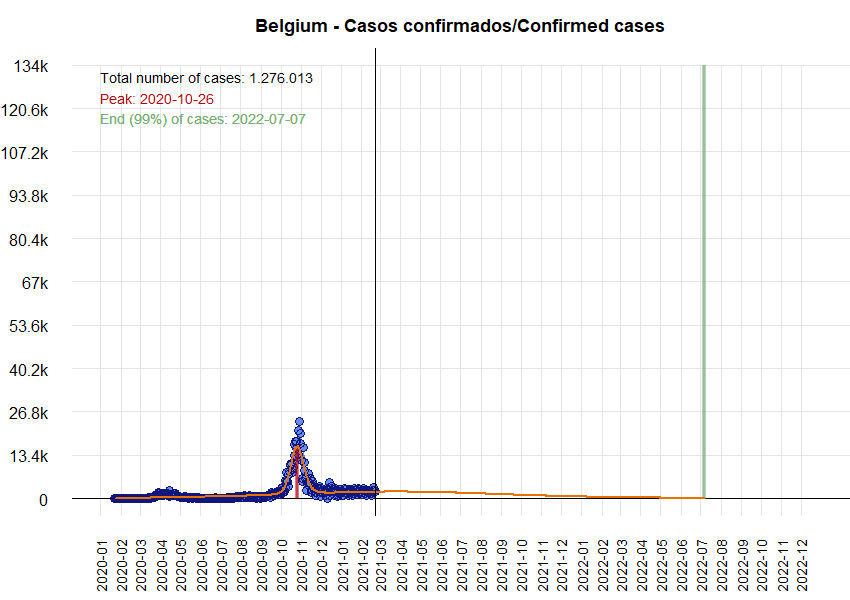 Belgium - Casos confirmados/Confirmed cases
134k
120.6k
107.2k
93.8k
80.4k
67k
53.6k
40.2k
26.8k
13.4k
0
Total number of cases: 1.276.013
Peak: 2020-10-26
End (99%) of cases: 2022-07-07
2020-01
2020-02
2020-03
2020-04
2020-05
2020-06
2020-07
2020-08
2020-09
2020-10
2020-11
2020-12
2021-01
2021-02
2021-03
2021-04
2021-05
2021-06
2021-07
2021-08
2021-09
2021-10
2021-11
2021-12
2022-01
2022-02
2022-03
2022-04
2022-05
2022-06
2022-07
2022-08
2022-09
2022-10
2022-11
2022-12